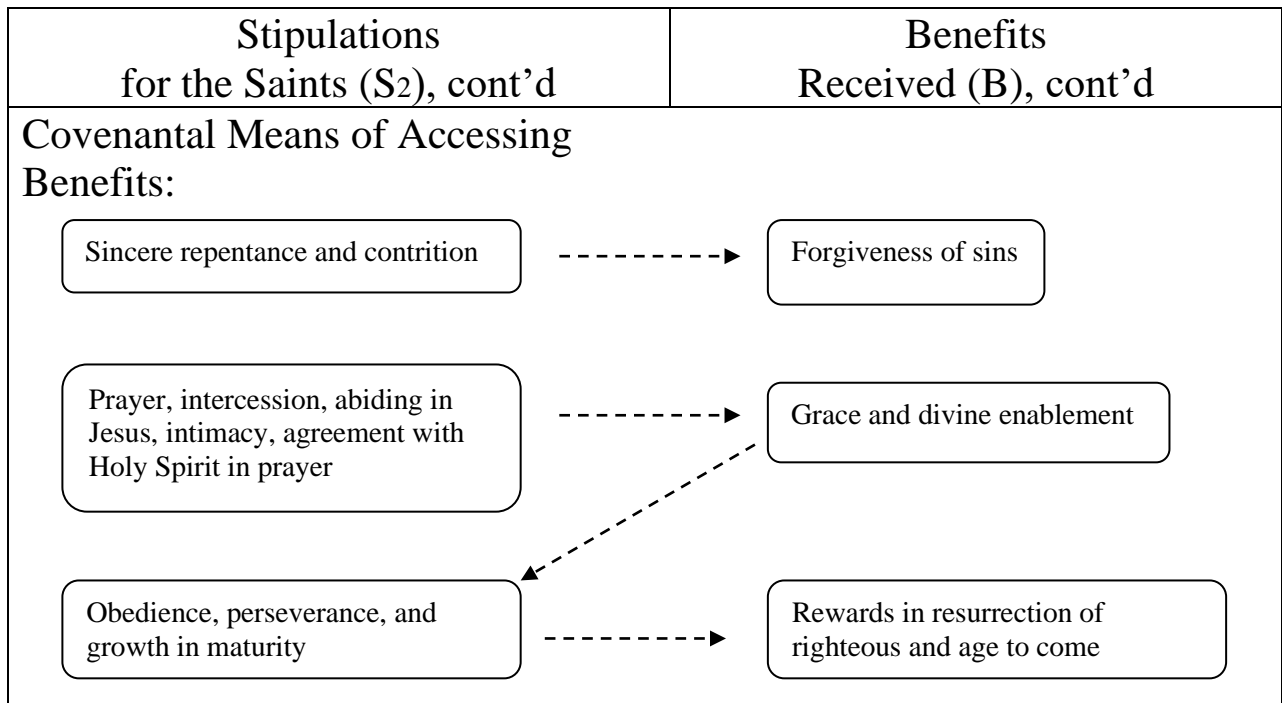 Stipulations
for the Saints (S2), cont’d
Benefits
Received (B), cont’d
Covenantal Means of Accessing
Benefits:
Sincere repentance and contrition
Forgiveness of sins
Prayer, intercession, abiding in
Jesus, intimacy, agreement with
Holy Spirit in prayer
Grace and divine enablement
Obedience, perseverance, and
growth in maturity
Rewards in resurrection of
righteous and age to come